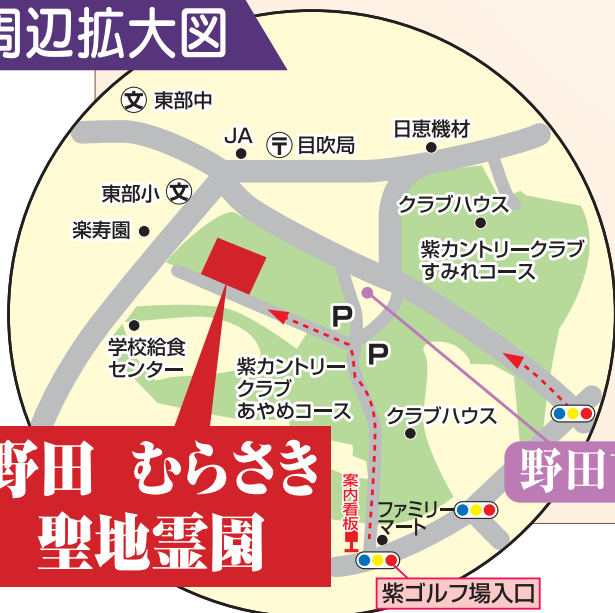 周辺拡大図
文 東部中
JA
〒 目吹局
日恵機材
東部小 文
楽寿園
クラブハウス
紫カントリークラブ
すみれコース
P
P
学校給食
センター
紫カントリー
クラブ
あやめコース
クラブハウス
野田 むらさき
聖地霊園
野田
案内看板
ファミリー
マート
紫ゴルフ場入口